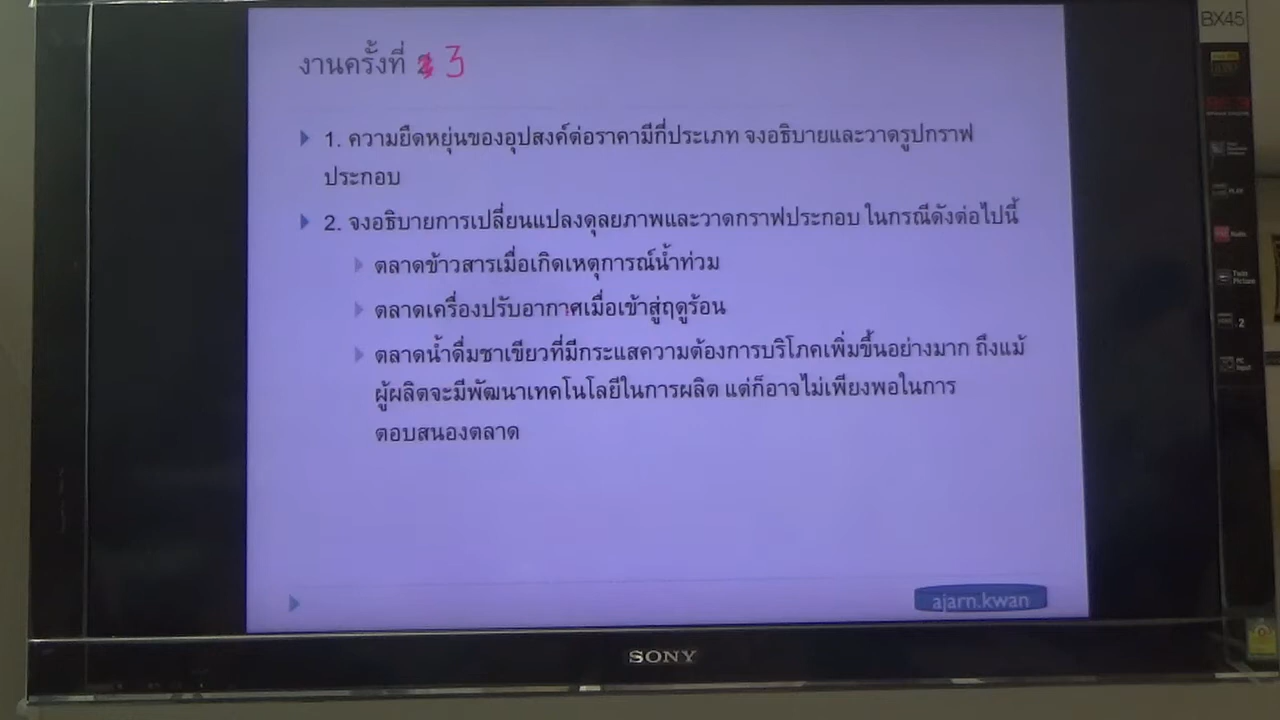 งานครั้งที่ 3
1. ความยืดหยุ่นของอุปสงค์ต่อราคามีกี่ประเภท จงอธิบายและวาดรูปกราฟ
ประกอบ
2. จงอธิบายการเปลี่ยนแปลงดุลยภาพและวาดกราฟประกอบ ในกรณีดังต่อไปนี้
ตลาดข้าวสารเมื่อเกิดเหตุการณ์น้ำท่วม
ตลาดเครื่องปรับอากาศเมื่อเข้าสู่ฤดูร้อน
ตลาดน้ำดื่มชาเขียวที่มีกระแสความต้องการบริโภคเพิ่มขึ้นอย่างมาก ถึงแม้
ผู้ผลิตจะมีพัฒนาเทคโนโลยีในการผลิต แต่ก็อาจไม่เพียงพอในการ
ตอบสนองตลาด
ajarn.kwan
SONY
BX45